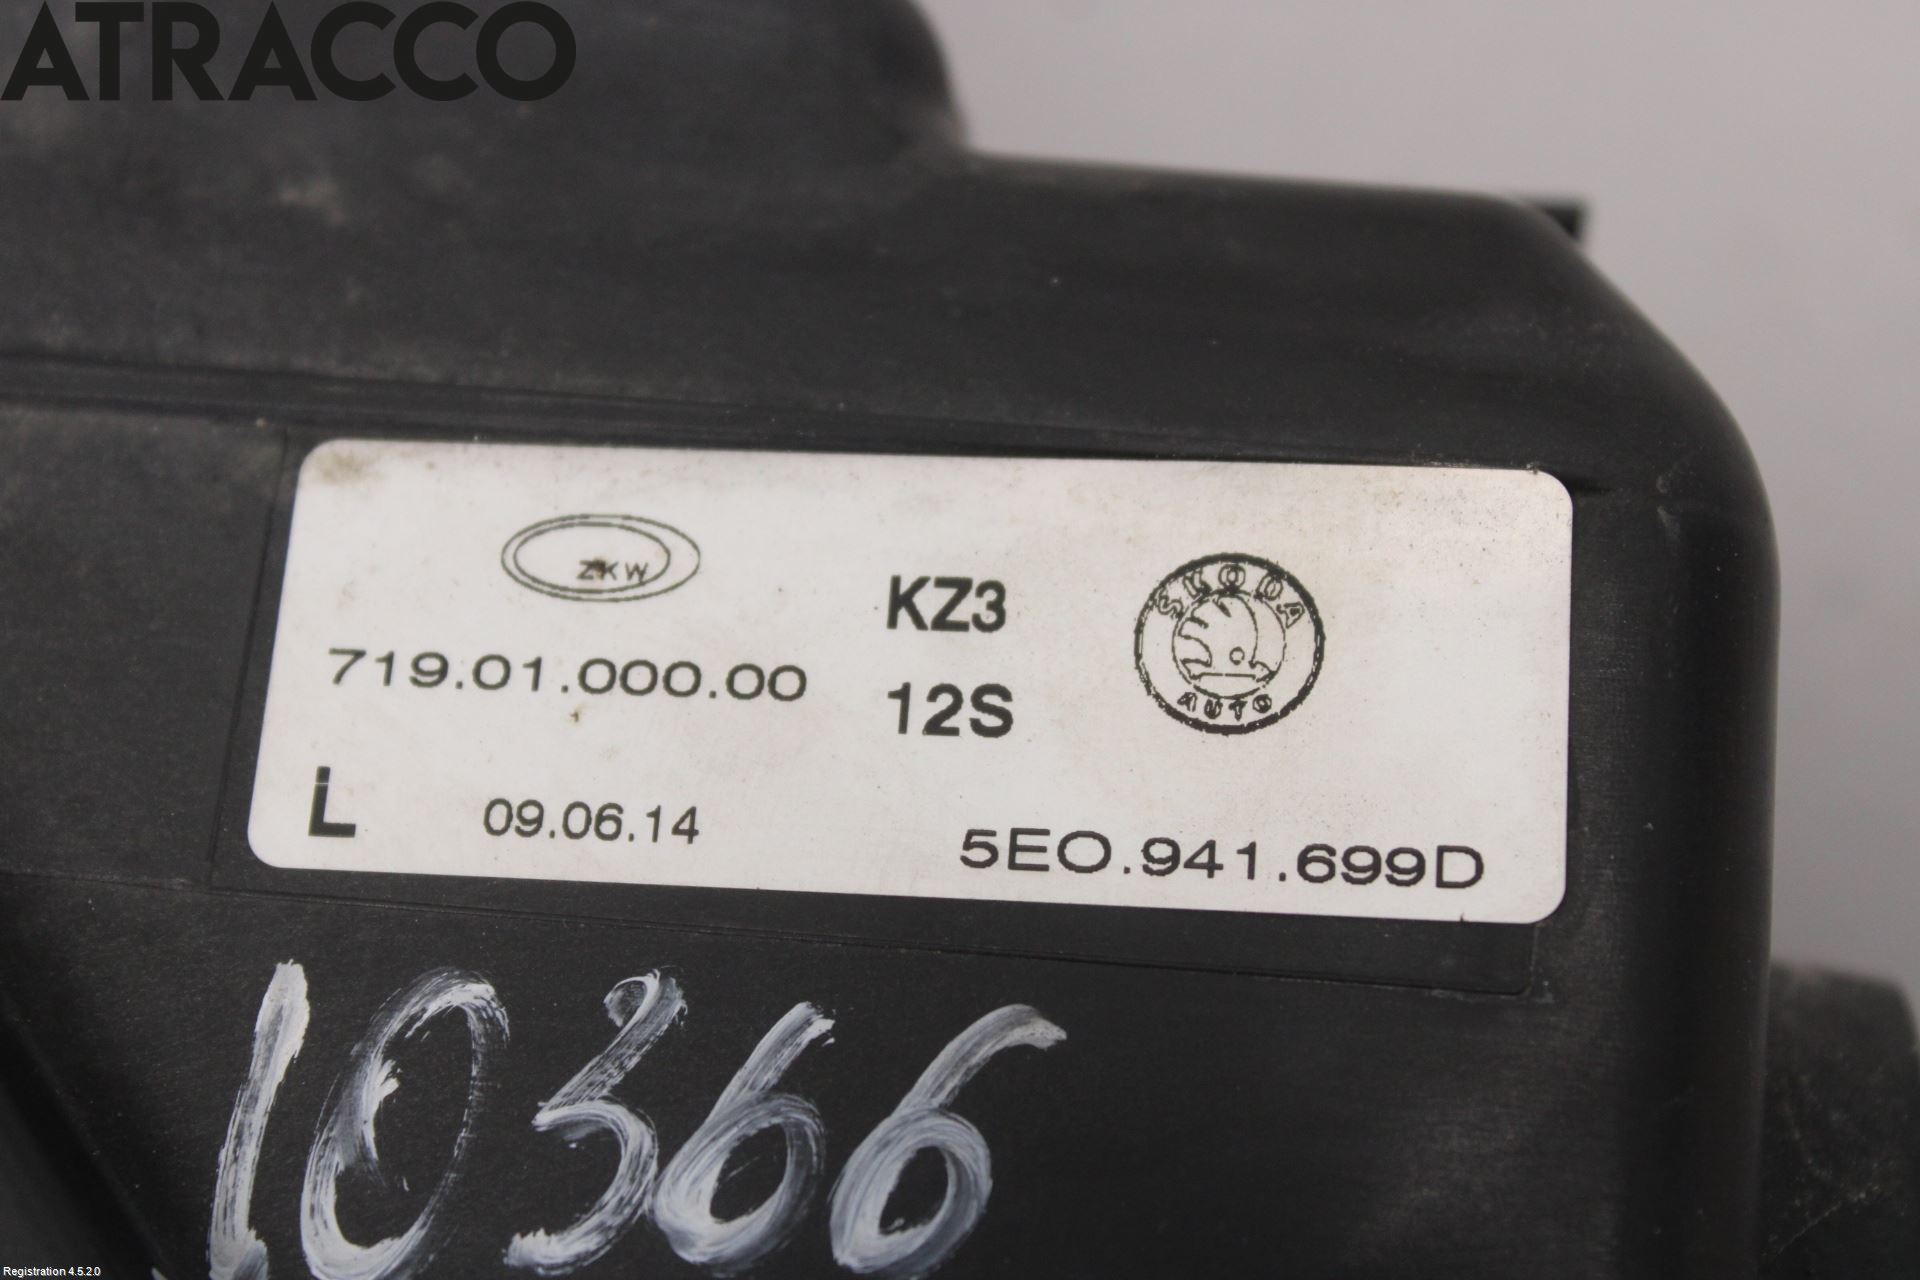 ATRACCO
ZKW
KZ3
SKODA
AUTO
719.01.000.00
12S
L
09.06.14
5E0.941.699D
10366
Registration 4.5.2.0